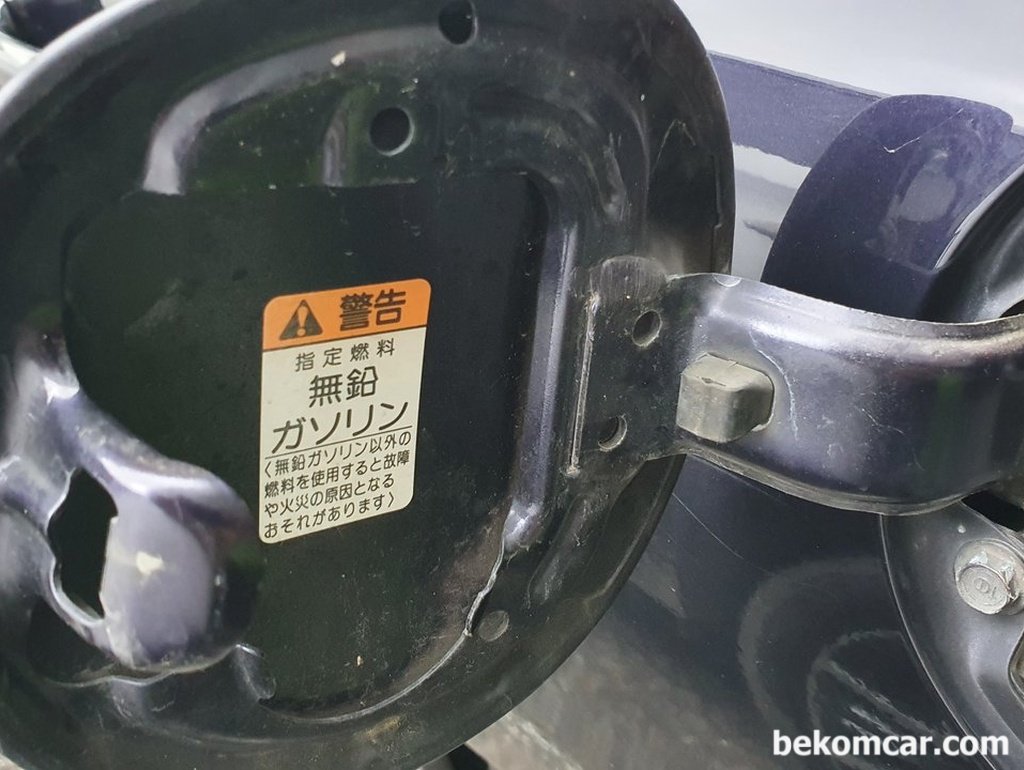 警告
指定燃料
無鉛
ガソリン
〈無鉛ガソリン以外の
燃料を使用すると故障
や火災の原因となる
おそれがあります〉
bekomcar.com